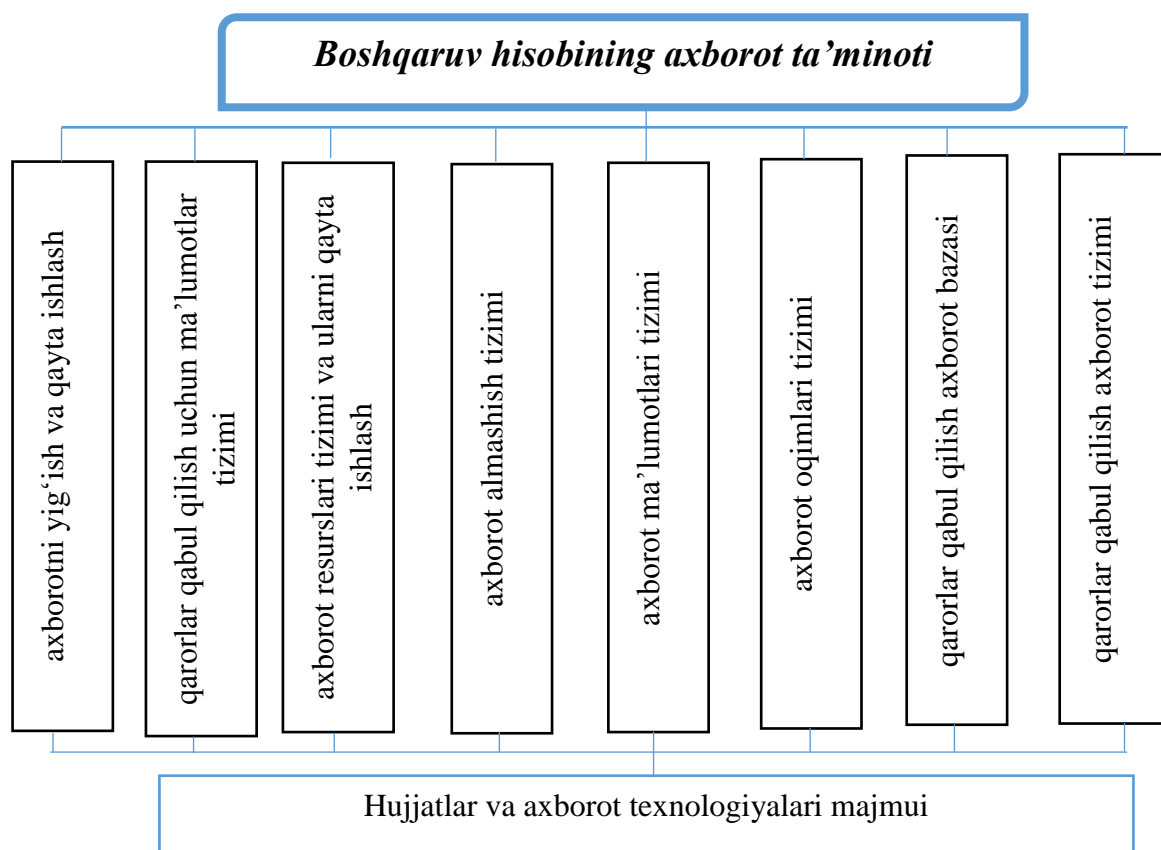 Boshqaruv hisobining axborot ta’minoti
axborotni yig‘ish va qayta ishlash
qarorlar qabul qilish uchun ma’lumotlar
tizimi
axborot resurslari tizimi va ularni qayta
ishlash
axborot almashish tizimi
axborot ma’lumotlari tizimi
axborot oqimlari tizimi
qarorlar qabul qilish axborot bazasi
qarorlar qabul qilish axborot tizimi
Hujjatlar va axborot texnologiyalari majmui